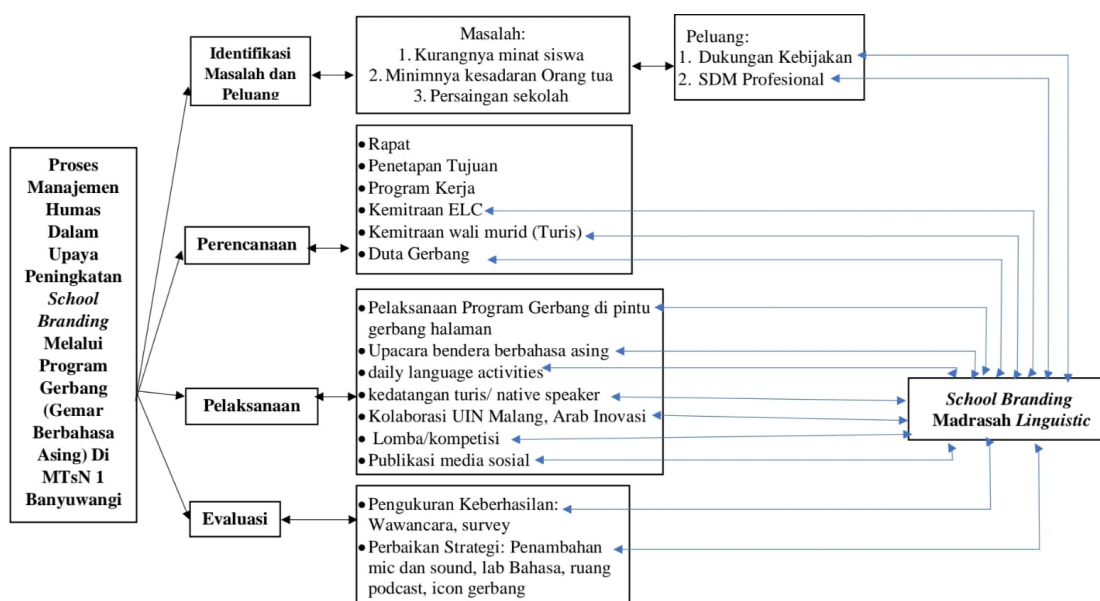 Proses
Manajemen
Humas
Dalam
Upaya
Peningkatan
School
Branding
Melalui
Program
Gerbang
(Gemar
Berbahasa
Asing) Di
MTsN 1
Banyuwangi
Identifikasi
Masalah dan
Peluang
Masalah:
1. Kurangnya minat siswa
2. Minimnya kesadaran Orang tua
3. Persaingan sekolah
Peluang:
1. Dukungan Kebijakan
2. SDM Profesional
Perencanaan
• Rapat
• Penetapan Tujuan
• Program Kerja
• Kemitraan ELC
• Kemitraan wali murid (Turis)
• Duta Gerbang
Pelaksanaan
• Pelaksanaan Program Gerbang di pintu
gerbang halaman
• Upacara bendera berbahasa asing
• daily language activities
• kedatangan turis/ native speaker
• Kolaborasi UIN Malang, Arab Inovasi
• Lomba/kompetisi
• Publikasi media sosial
Evaluasi
• Pengukuran Keberhasilan:
Wawancara, survey
• Perbaikan Strategi: Penambahan
mic dan sound, lab Bahasa, ruang
podcast, icon gerbang
School Branding
Madrasah Linguistic